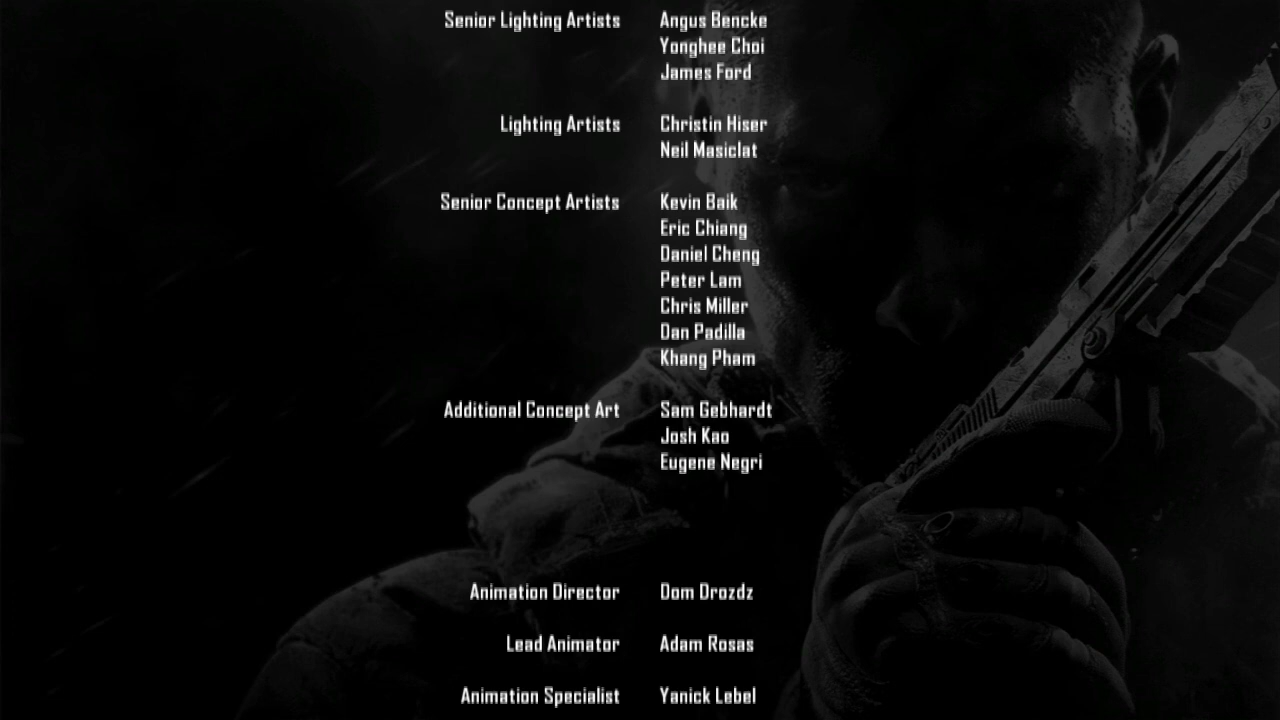 Senior Lighting Artists Angus Bencke
Yonghee Choi
James Ford
Lighting Artists Christin Hiser
Neil Masiclat
Senior Concept Artists Kevin Baik
Eric Chiang
Daniel Cheng
Peter Lam
Chris Miller
Dan Padilla
Khang Pham
Additional Concept Art Sam Gebhardt
Josh Kao
Eugene Negri
Animation Director Dom Drozdz
Lead Animator Adam Rosas
Animation Specialist Yanick Lebel